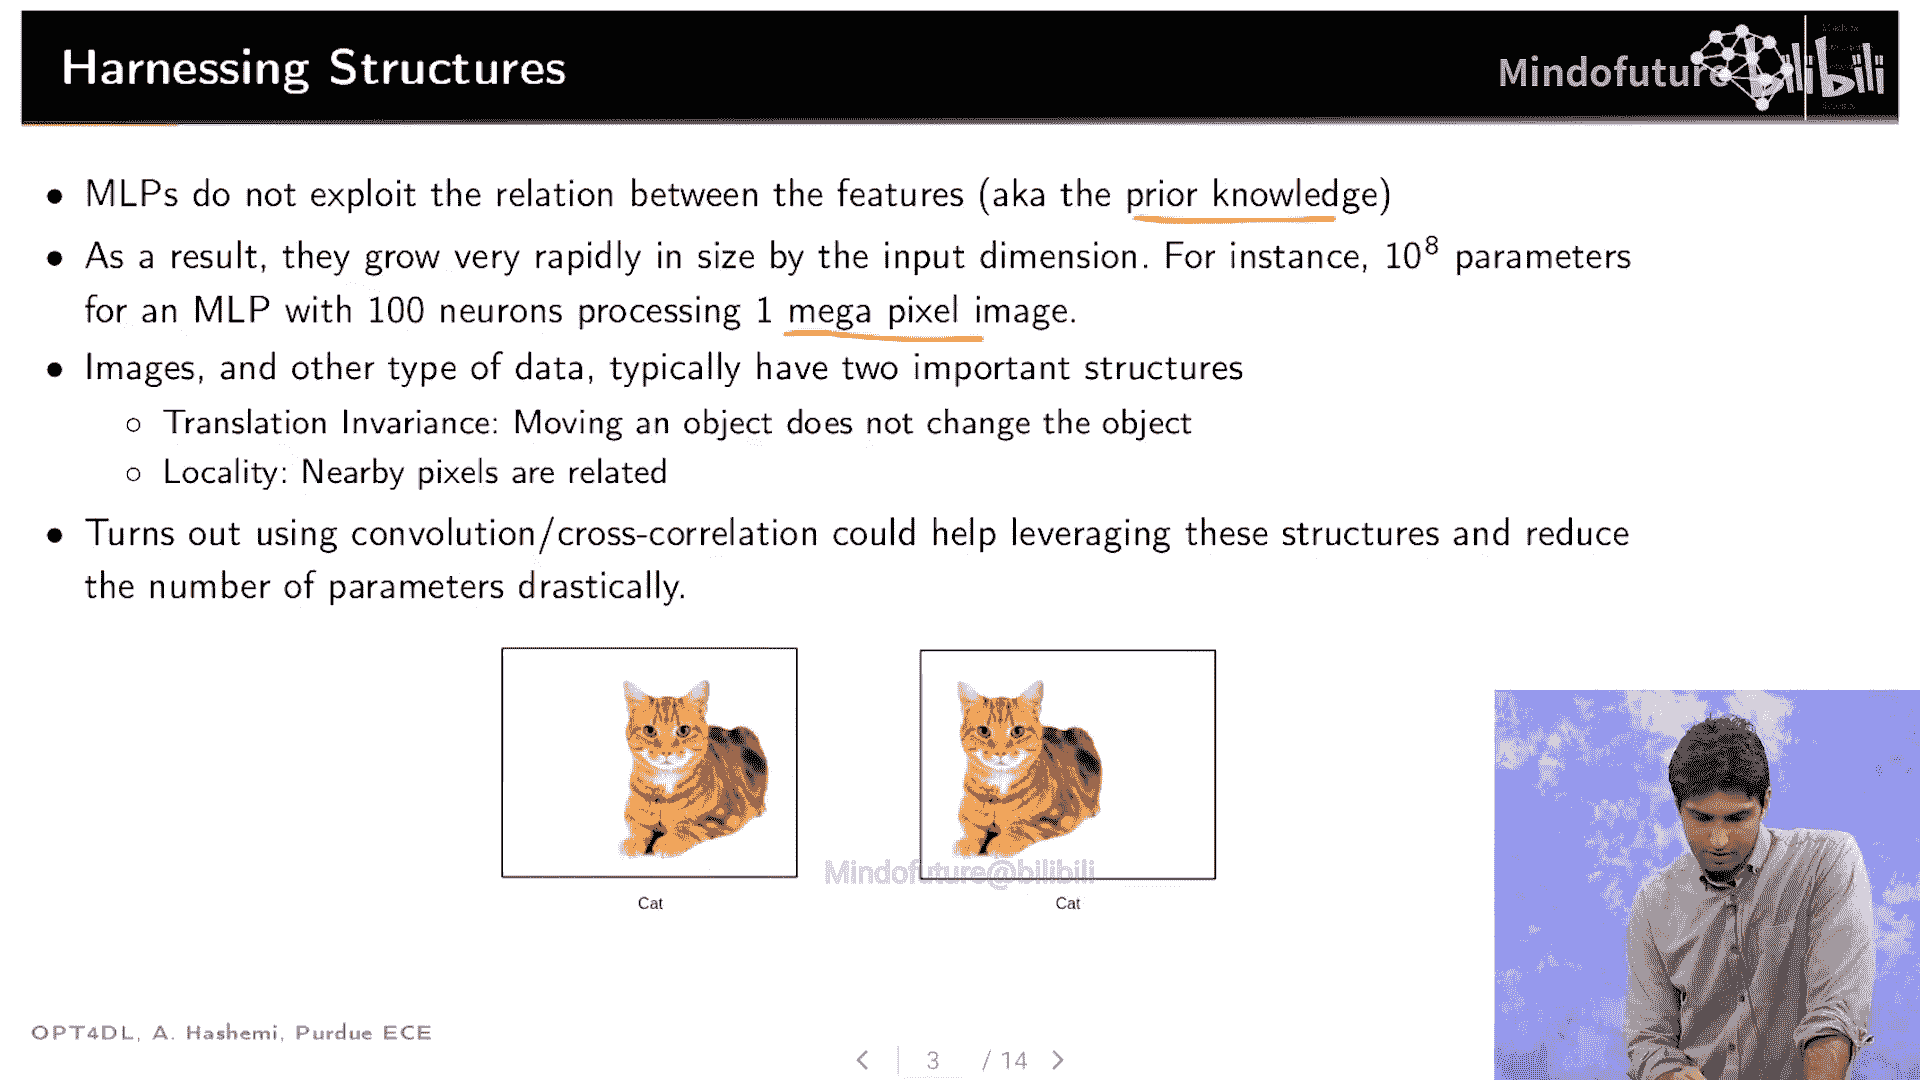 Harnessing Structures
Mindofuture bilibili
• MLPs do not exploit the relation between the features (aka the prior knowledge)
• As a result, they grow very rapidly in size by the input dimension. For instance, 10⁸ parameters
for an MLP with 100 neurons processing 1 mega pixel image.
• Images, and other type of data, typically have two important structures
○ Translation Invariance: Moving an object does not change the object
○ Locality: Nearby pixels are related
• Turns out using convolution/cross-correlation could help leveraging these structures and reduce
the number of parameters drastically.
Mindofuture@bilibili
Cat
Cat
OPT4DL, A. Hashemi, Purdue ECE
3 / 14